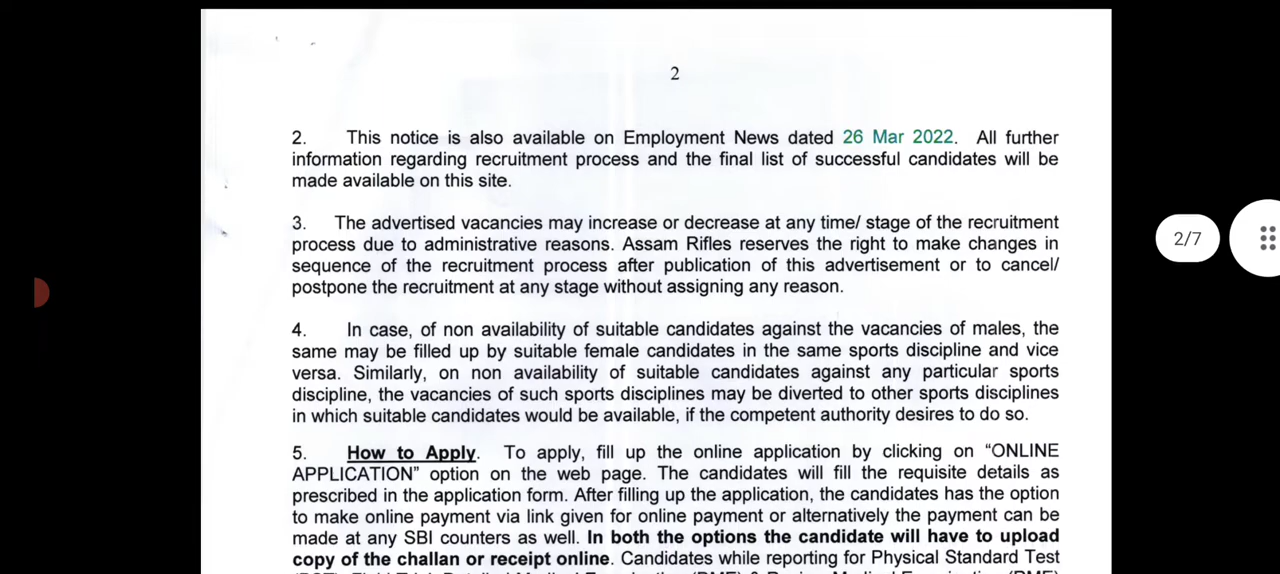 2
2. This notice is also available on Employment News dated 26 Mar 2022. All further
information regarding recruitment process and the final list of successful candidates will be
made available on this site.
3. The advertised vacancies may increase or decrease at any time/ stage of the recruitment
process due to administrative reasons. Assam Rifles reserves the right to make changes in
sequence of the recruitment process after publication of this advertisement or to cancel/
postpone the recruitment at any stage without assigning any reason.
2/7
4. In case, of non availability of suitable candidates against the vacancies of males, the
same may be filled up by suitable female candidates in the same sports discipline and vice
versa. Similarly, on non availability of suitable candidates against any particular sports
discipline, the vacancies of such sports disciplines may be diverted to other sports disciplines
in which suitable candidates would be available, if the competent authority desires to do so.
5. How to Apply. To apply, fill up the online application by clicking on “ONLINE
APPLICATION” option on the web page. The candidates will fill the requisite details as
prescribed in the application form. After filling up the application, the candidates has the option
to make online payment via link given for online payment or alternatively the payment can be
made at any SBI counters as well. In both the options the candidate will have to upload
copy of the challan or receipt online. Candidates while reporting for Physical Standard Test